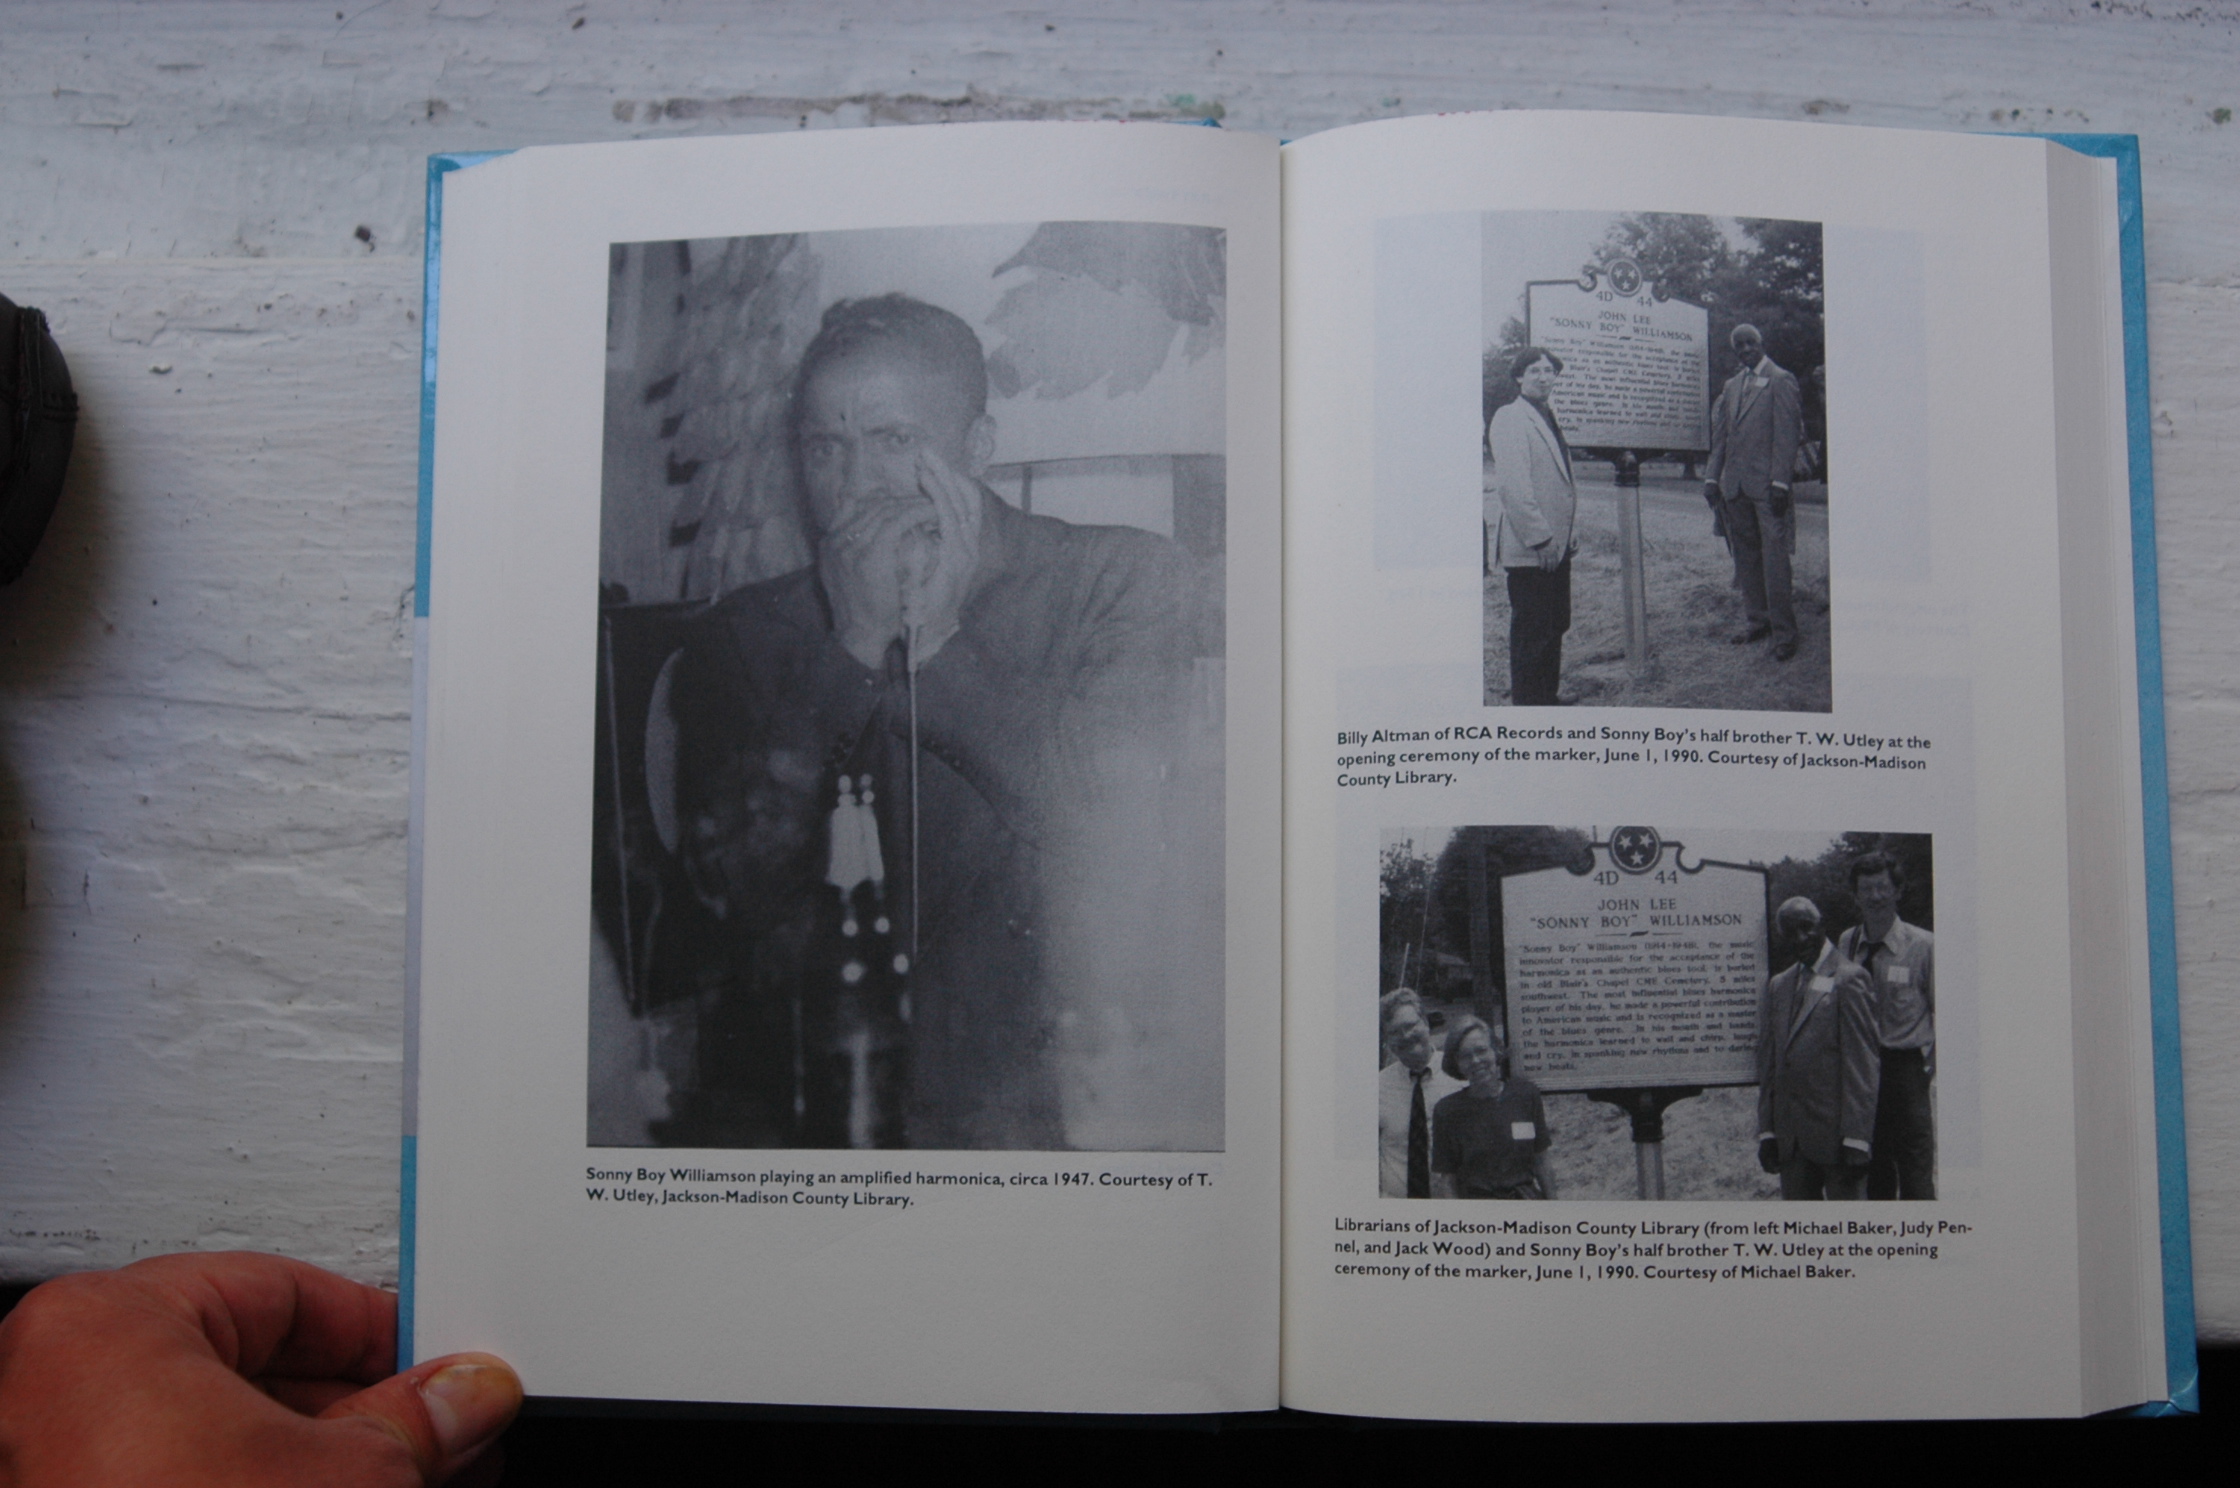 Sonny Boy Williamson playing an amplified harmonica, circa 1947. Courtesy of T.
W. Utley, Jackson-Madison County Library.
4D 44
JOHN LEE
"SONNY BOY" WILLIAMSON
Billy Altman of RCA Records and Sonny Boy's half brother T. W. Utley at the
opening ceremony of the marker, June 1, 1990. Courtesy of Jackson-Madison
County Library.
4D 44
JOHN LEE
"SONNY BOY" WILLIAMSON
"Sonny Boy" Williamson (1914-1948), the music
innovator responsible for the acceptance of the
harmonica as an authentic blues tool, is buried
in old Blair's Chapel CME Cemetery, 5 miles
southwest. The most influential blues harmonica
player of his day, he made a powerful contribution
to American music and is recognized as a master
of the blues genre. In his mouth and hands,
the harmonica learned to wail and chirp, laugh
and cry, in spanking new rhythms and to daring
new beats.
Librarians of Jackson-Madison County Library (from left Michael Baker, Judy Pen-
nel, and Jack Wood) and Sonny Boy's half brother T. W. Utley at the opening
ceremony of the marker, June 1, 1990. Courtesy of Michael Baker.